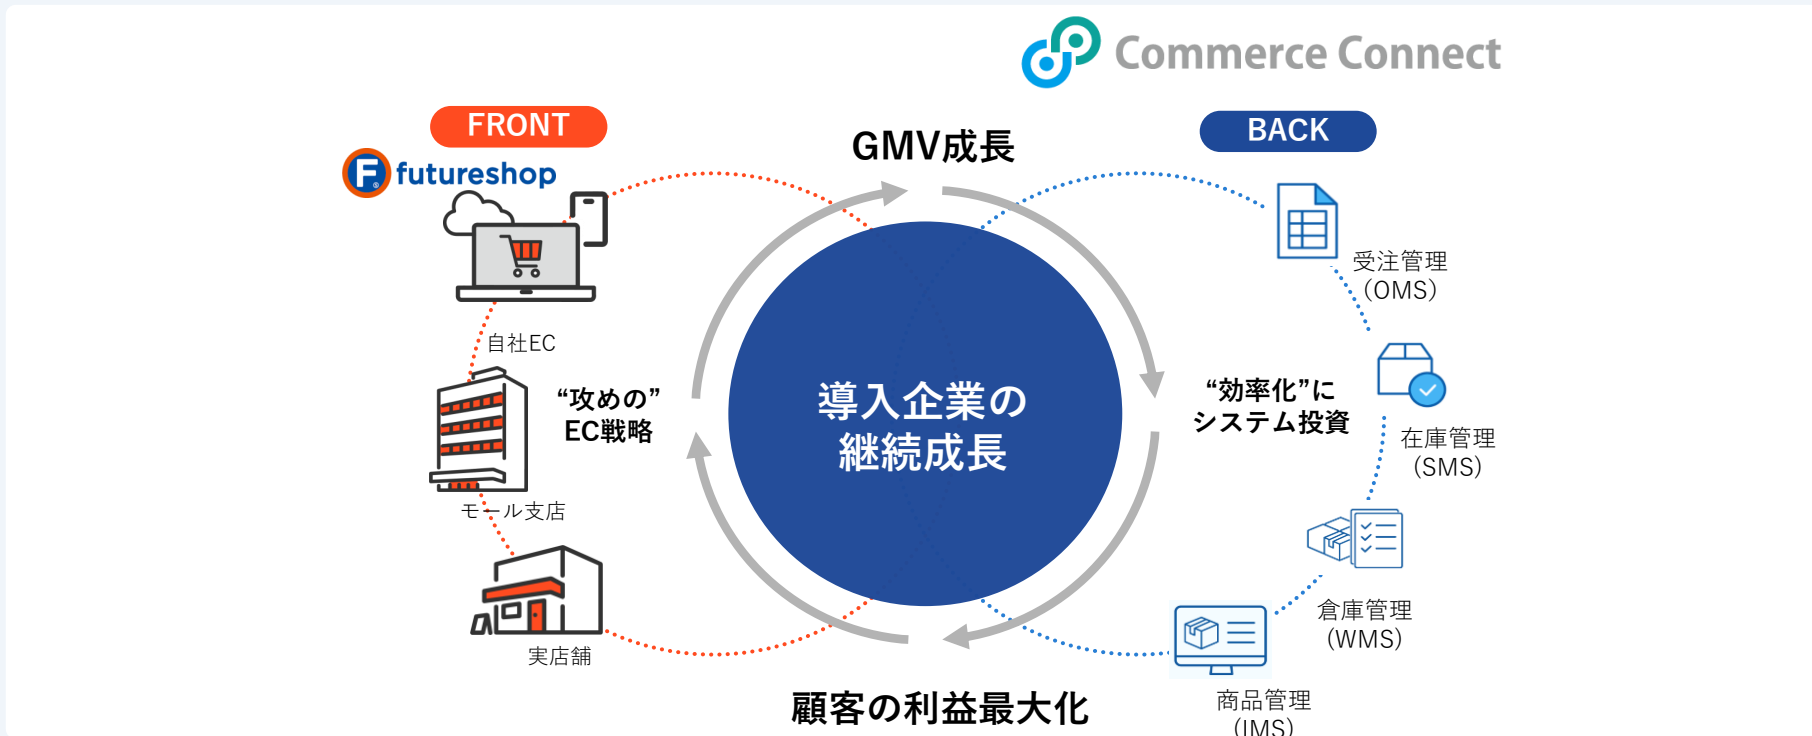 Commerce Connect
FRONT
futureshop
自社EC
モール支店
実店舗
“攻めの”
EC戦略
GMV成長
導入企業の
継続成長
顧客の利益最大化
“効率化”に
システム投資
BACK
受注管理
（OMS）
在庫管理
（SMS）
倉庫管理
（WMS）
商品管理
（IMS）